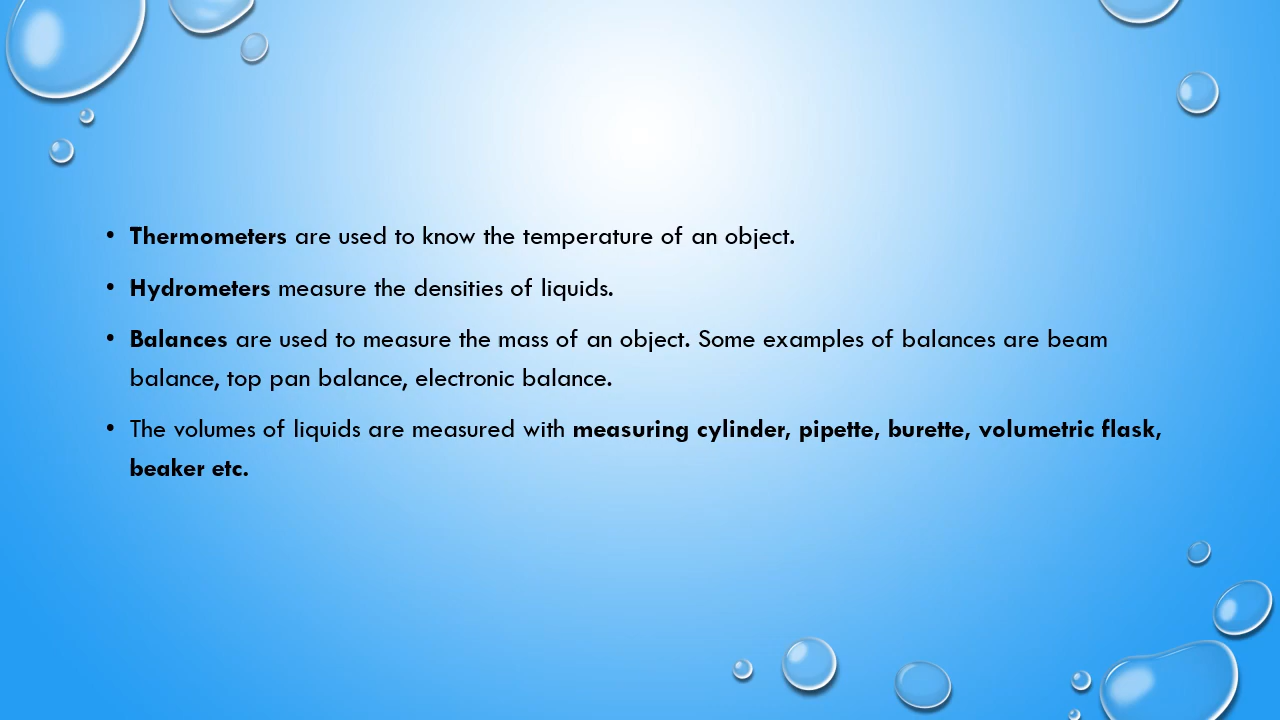 • Thermometers are used to know the temperature of an object.
• Hydrometers measure the densities of liquids.
• Balances are used to measure the mass of an object. Some examples of balances are beam
balance, top pan balance, electronic balance.
• The volumes of liquids are measured with measuring cylinder, pipette, burette, volumetric flask,
beaker etc.